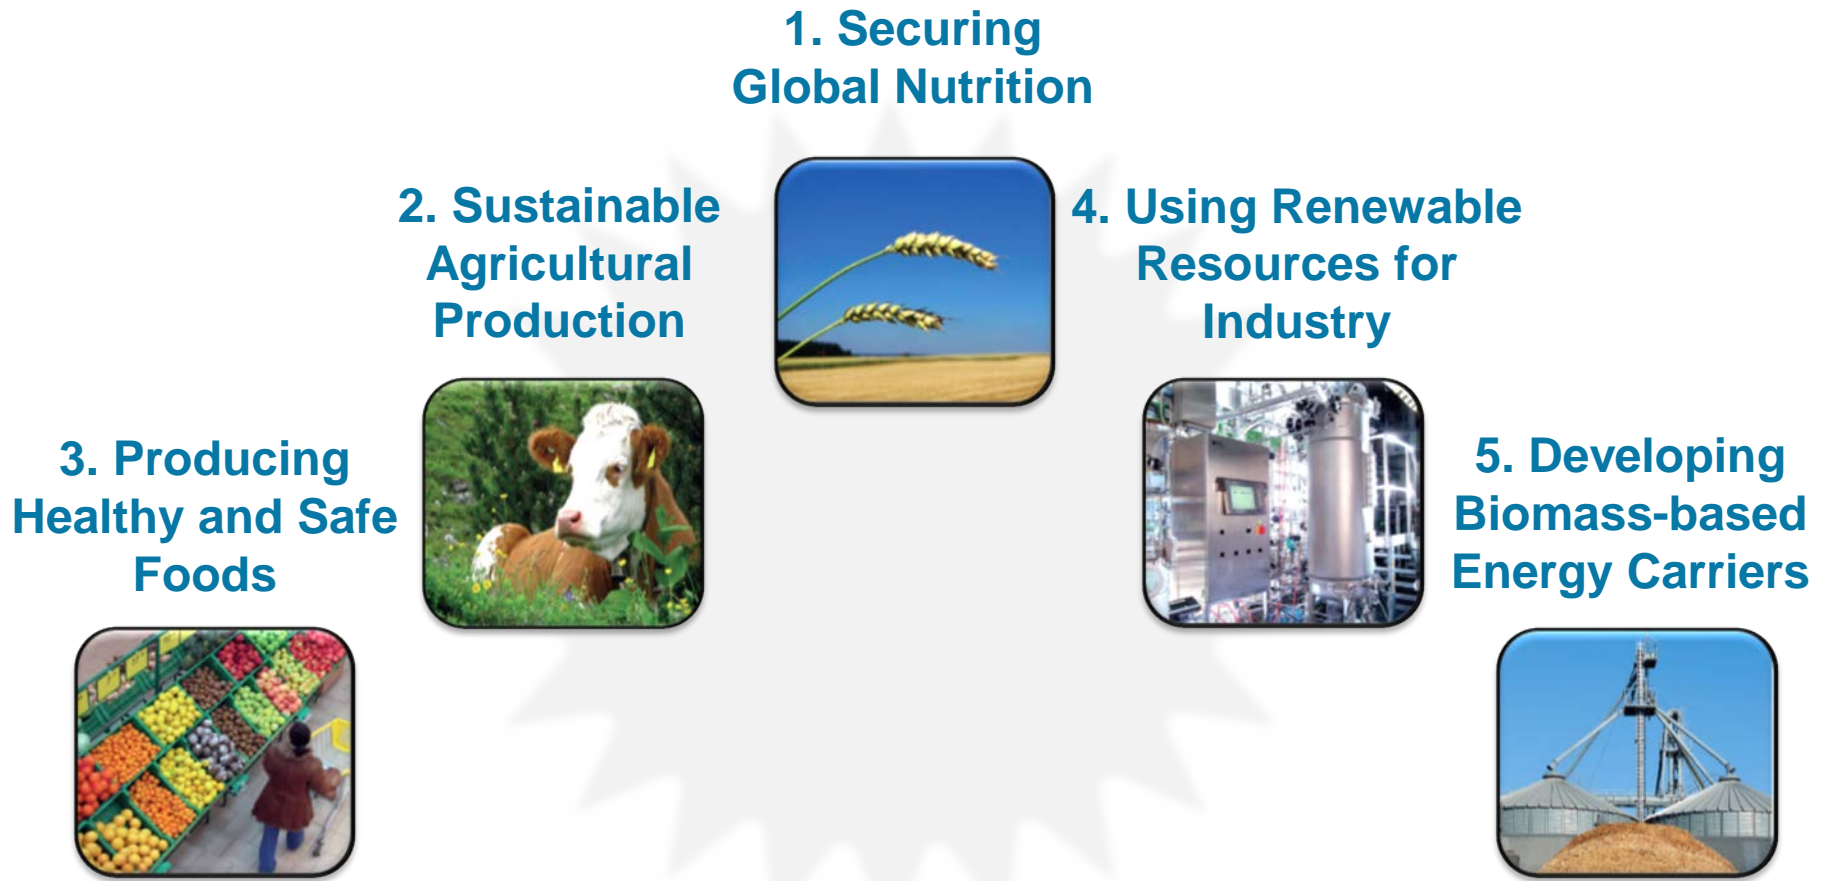 1. Securing
Global Nutrition
2. Sustainable
Agricultural
Production
3. Producing
Healthy and Safe
Foods
4. Using Renewable
Resources for
Industry
5. Developing
Biomass-based
Energy Carriers